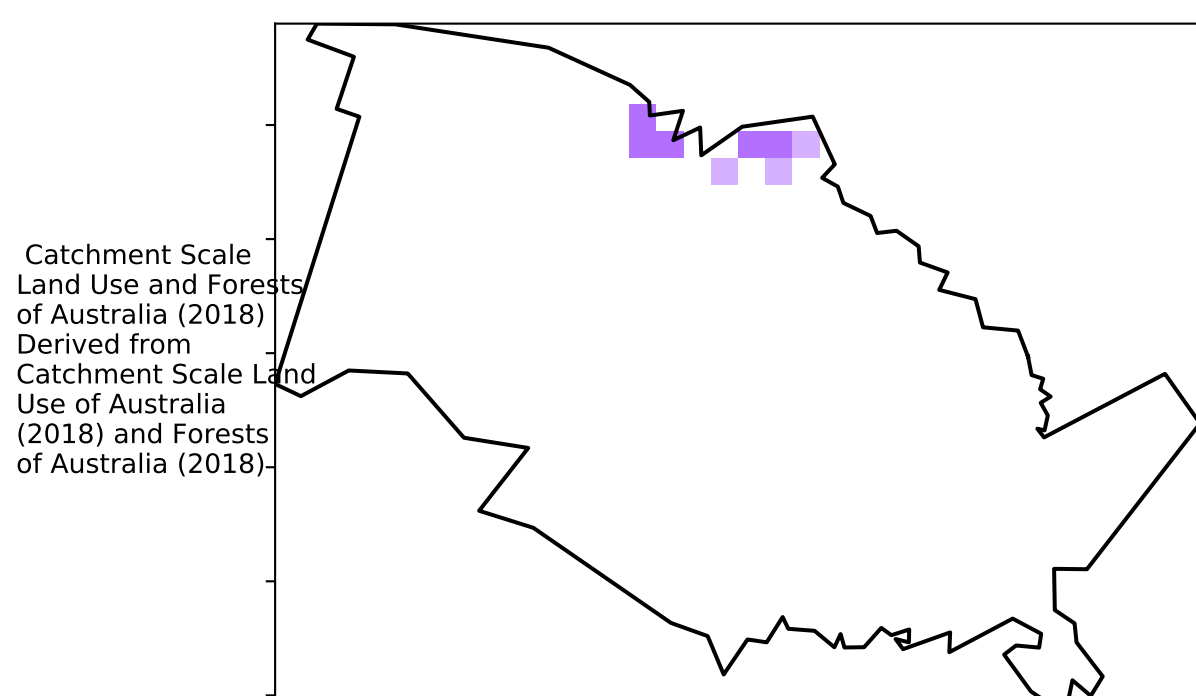 Catchment Scale
Land Use and Forests
of Australia (2018)
Derived from
Catchment Scale Land
Use of Australia
(2018) and Forests
of Australia (2018)